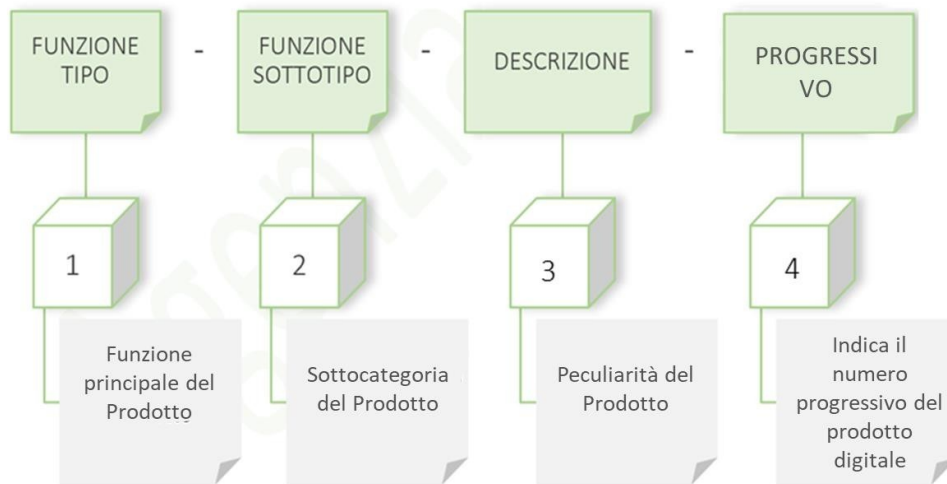 FUNZIONE
TIPO
-
FUNZIONE
SOTTOTIPO
-
DESCRIZIONE
-
PROGRESSI
VO
1
2
3
4
Funzione
principale del
Prodotto
Sottocategoria
del Prodotto
Peculiarità del
Prodotto
Indica il
numero
progressivo del
prodotto
digitale